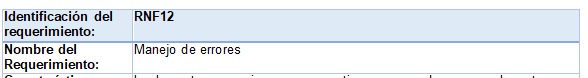 Identificación del RNF12
requerimiento:
Nombre del Manejo de errores
Requerimiento: